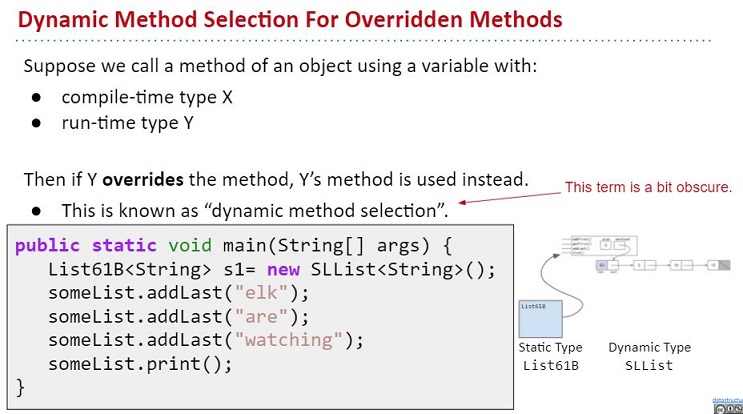 Dynamic Method Selection For Overridden Methods
Suppose we call a method of an object using a variable with:
● compile-time type X
● run-time type Y
Then if Y overrides the method, Y's method is used instead.
This term is a bit obscure.
● This is known as “dynamic method selection”.
public static void main(String[] args) {
List61B<String> s1= new SLList<String>();
someList.addLast("elk");
someList.addLast("are");
someList.addLast("watching");
someList.print();
}
List61B
Static Type
List61B
Dynamic Type
SLList